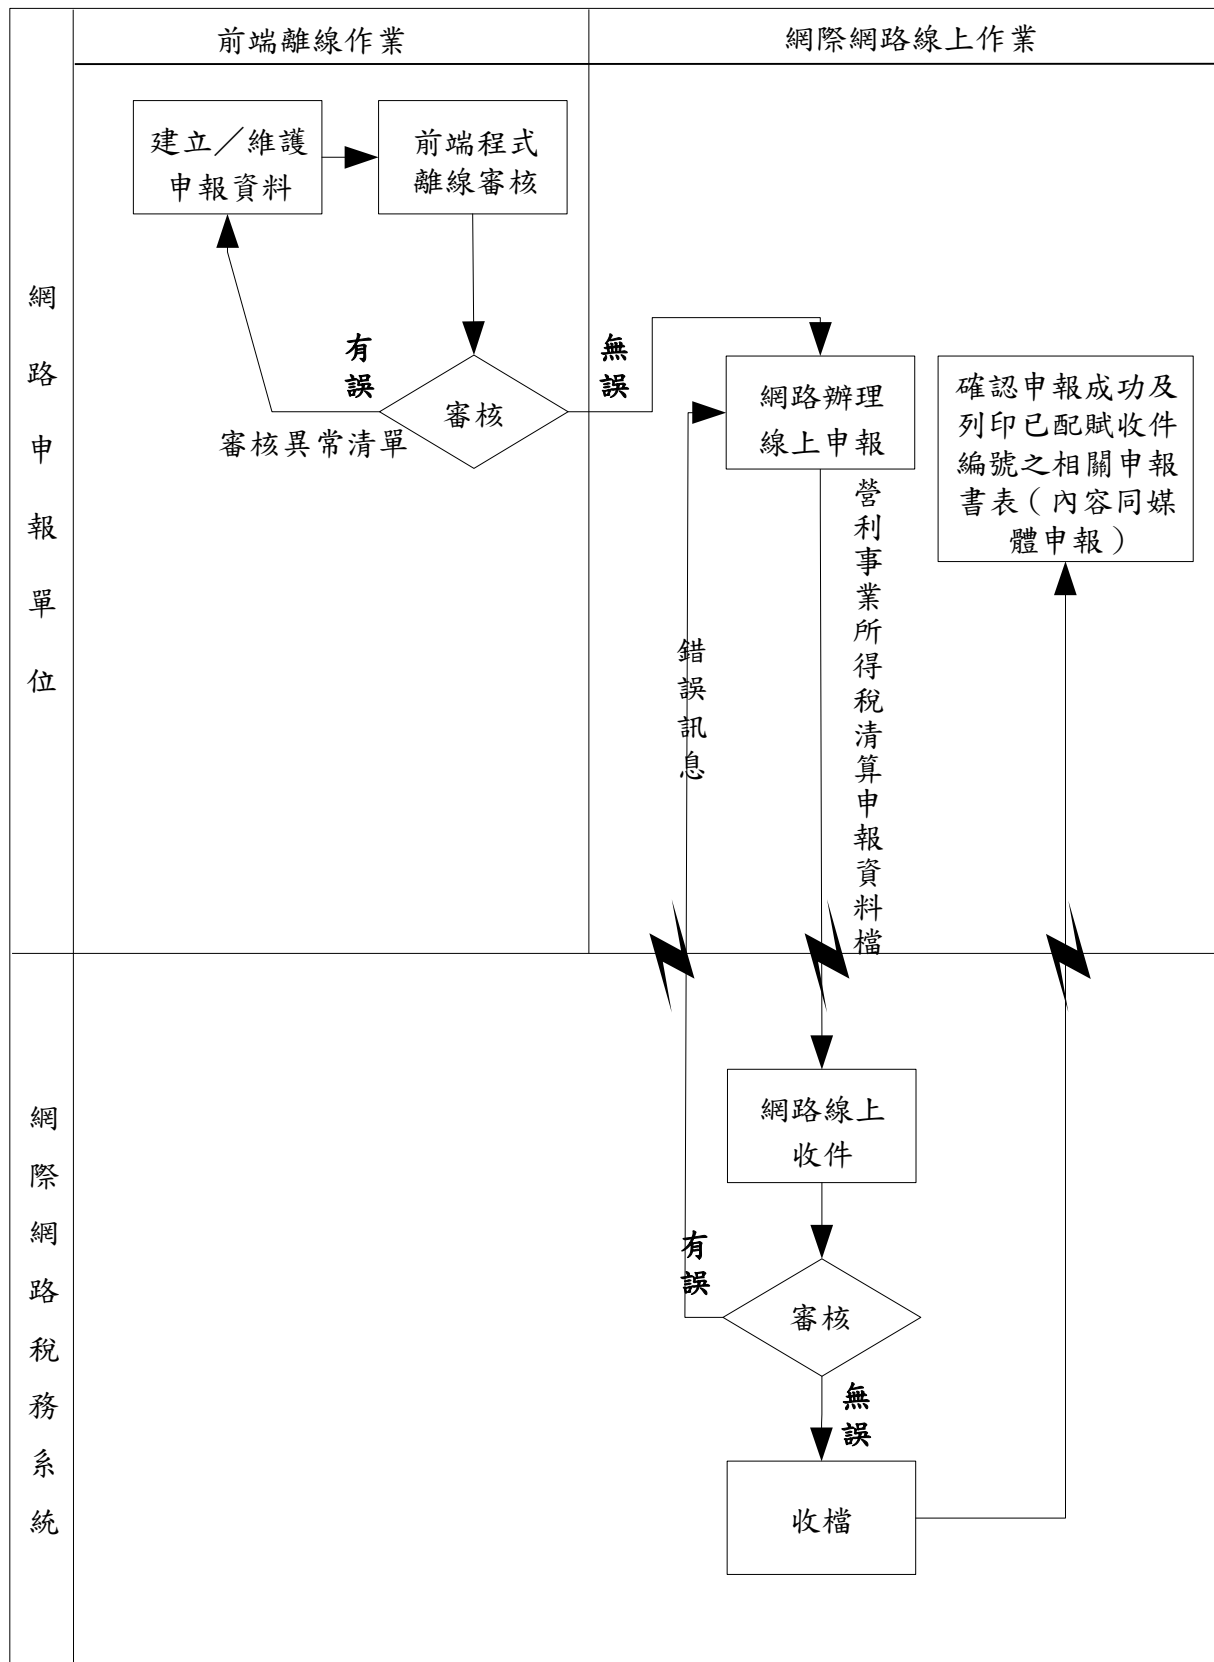 前端離線作業
網際網路線上作業
網路申報單位
建立／維護
申報資料
前端程式
離線審核
有誤
審核
無誤
審核異常清單
網路辦理
線上申報
確認申報成功及
列印已配賦收件
編號之相關申報
書表（內容同媒
體申報）
錯誤訊息
營利事業所得稅清算申報資料檔
網際網路稅務系統
網路線上
收件
有誤
審核
無誤
收檔